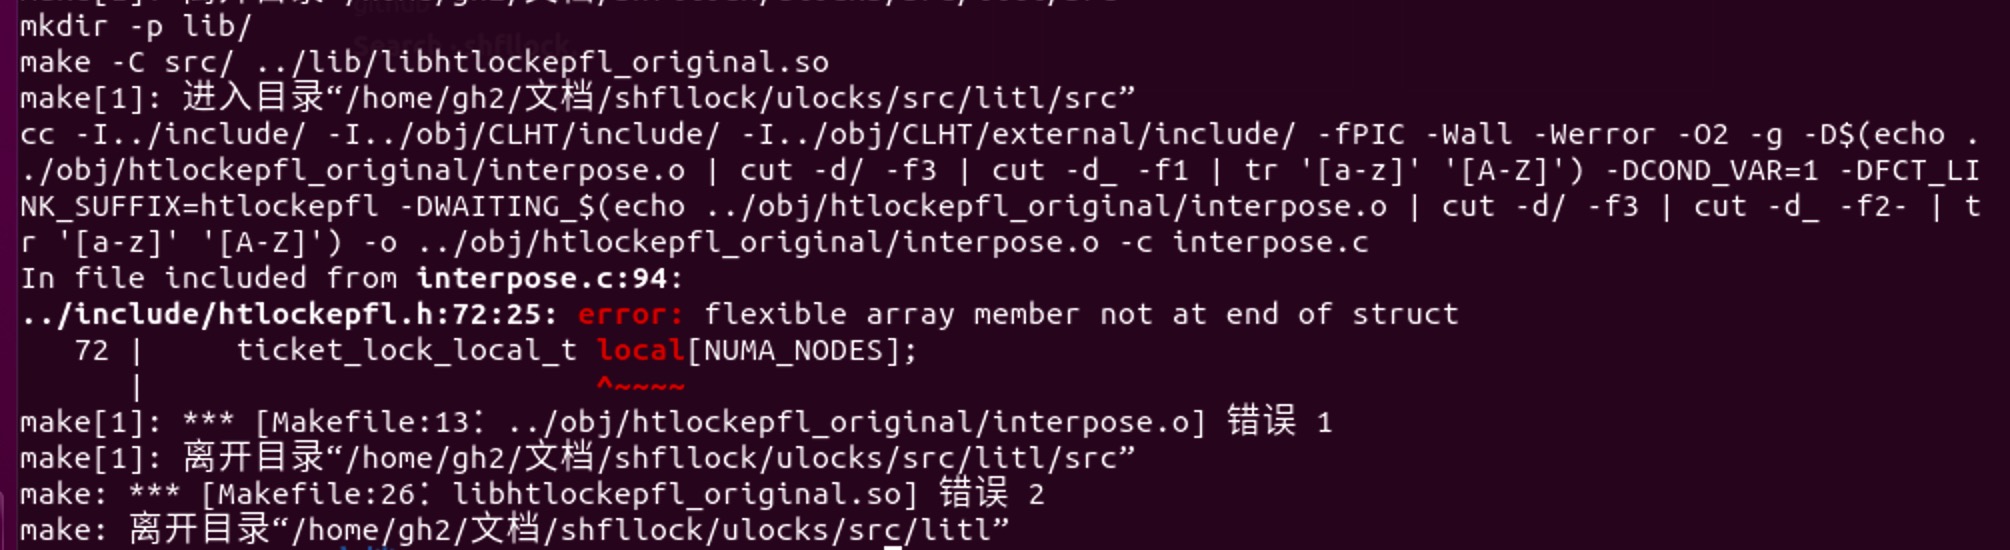 mkdir -p lib/
make -C src/ ../lib/libhtlockepfl_original.so
make[1]: 进入目录“/home/gh2/文档/shfllock/ulocks/src/litl/src”
cc -I../include/ -I../obj/CLHT/include/ -I../obj/CLHT/external/include/ -fPIC -Wall -Werror -O2 -g -D$(echo .
./obj/htlockepfl_original/interpose.o | cut -d/ -f3 | cut -d_ -f1 | tr '[a-z]' '[A-Z]') -DCOND_VAR=1 -DFCT_LI
NK_SUFFIX=htlockepfl -DWAITING_$(echo ../obj/htlockepfl_original/interpose.o | cut -d/ -f3 | cut -d_ -f2- | t
r '[a-z]' '[A-Z]') -o ../obj/htlockepfl_original/interpose.o -c interpose.c
In file included from interpose.c:94:
../include/htlockepfl.h:72:25: error: flexible array member not at end of struct
72 |     ticket_lock_local_t local[NUMA_NODES];
|                         ^~~~~
make[1]: *** [Makefile:13：../obj/htlockepfl_original/interpose.o] 错误 1
make[1]: 离开目录“/home/gh2/文档/shfllock/ulocks/src/litl/src”
make: *** [Makefile:26：libhtlockepfl_original.so] 错误 2
make: 离开目录“/home/gh2/文档/shfllock/ulocks/src/litl”